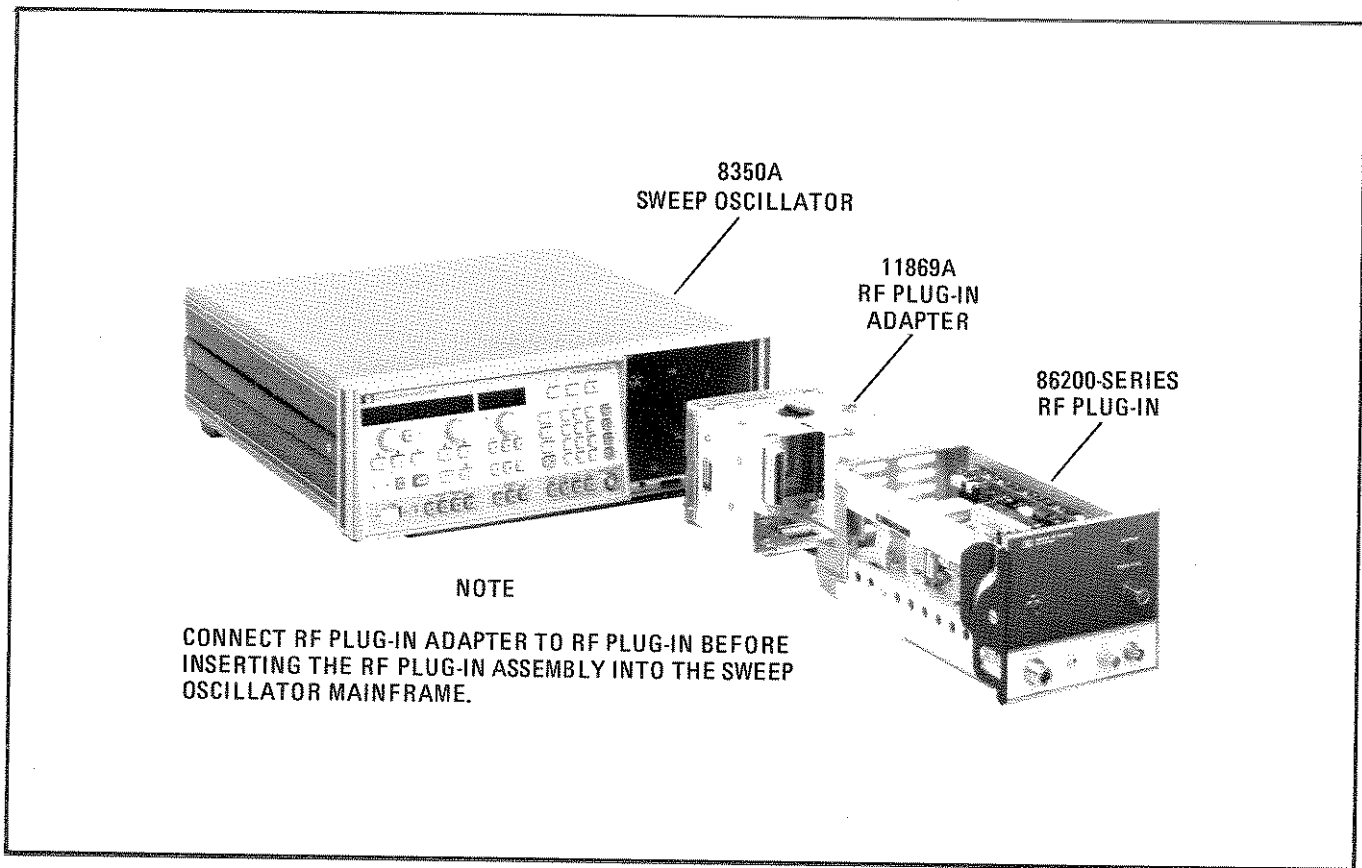 8350A
SWEEP OSCILLATOR
11869A
RF PLUG-IN
ADAPTER
86200-SERIES
RF PLUG-IN
NOTE
CONNECT RF PLUG-IN ADAPTER TO RF PLUG-IN BEFORE
INSERTING THE RF PLUG-IN ASSEMBLY INTO THE SWEEP
OSCILLATOR MAINFRAME.